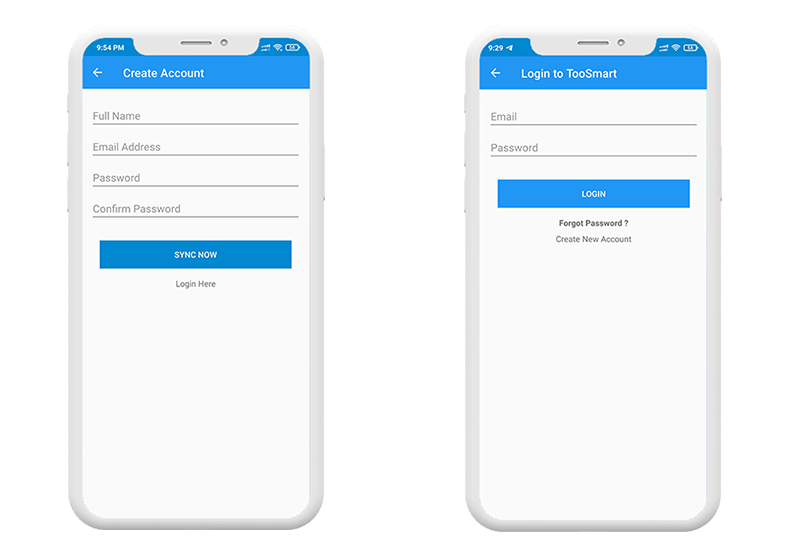 9:54 PM
54
Create Account
Full Name
Email Address
Password
Confirm Password
SYNC NOW
Login Here
9:29
Login to TooSmart
Email
Password
LOGIN
Forgot Password ?
Create New Account